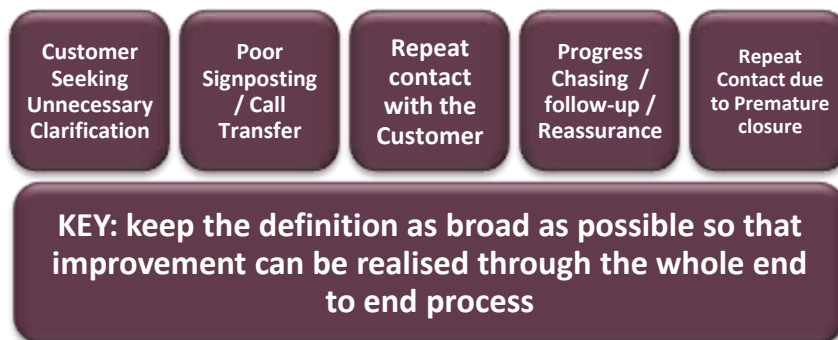 Customer
Seeking
Unnecessary
Clarification
Poor
Signposting
/ Call
Transfer
Repeat
contact
with the
Customer
Progress
Chasing /
follow-up /
Reassurance
Repeat
Contact due
to Premature
closure
KEY: keep the definition as broad as possible so that
improvement can be realised through the whole end
to end process